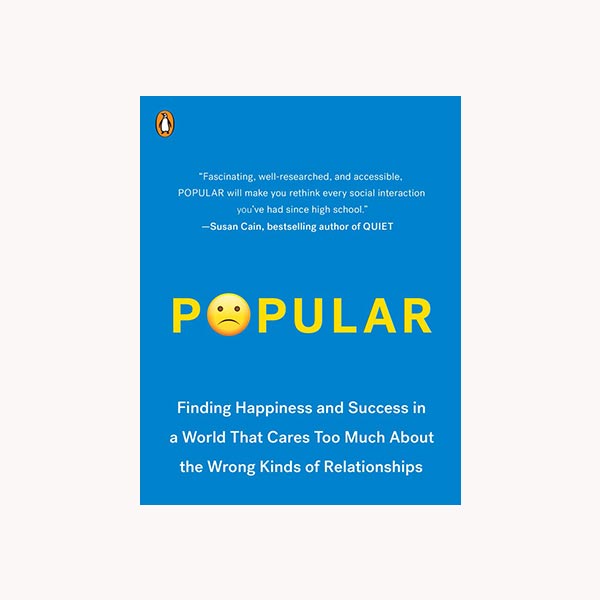 “Fascinating, well-researched, and accessible,
POPULAR will make you rethink every social interaction
you’ve had since high school.”
—Susan Cain, bestselling author of QUIET
POPULAR
Finding Happiness and Success in
a World That Cares Too Much About
the Wrong Kinds of Relationships